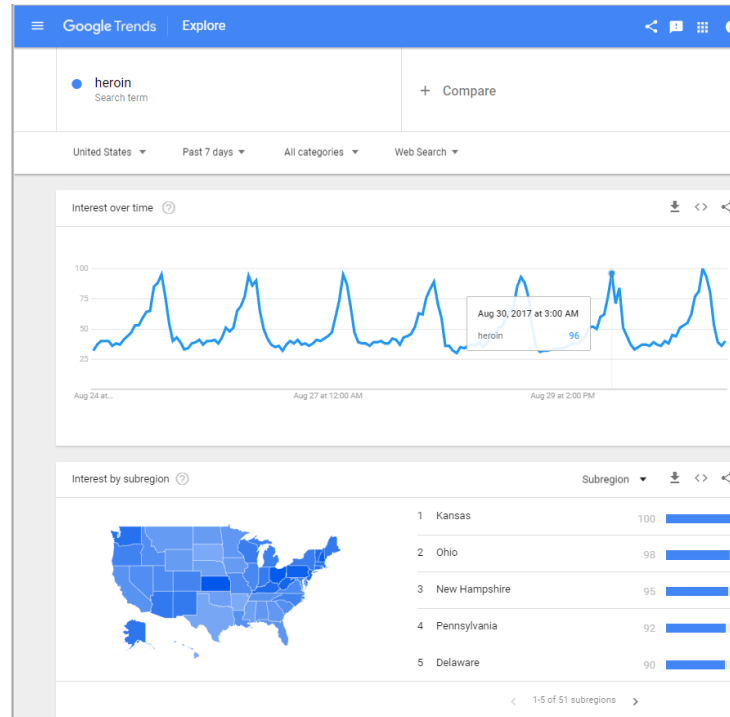 Google Trends Explore
heroin
Search term
+ Compare
United States Past 7 days All categories Web Search
Interest over time
100
75
50
25
Aug 30, 2017 at 3:00 AM
heroin 96
Aug 24 at... Aug 27 at 12:00 AM Aug 29 at 2:00 PM
Interest by subregion Subregion
1 Kansas 100
2 Ohio 98
3 New Hampshire 95
4 Pennsylvania 92
5 Delaware 90
1-5 of 51 subregions